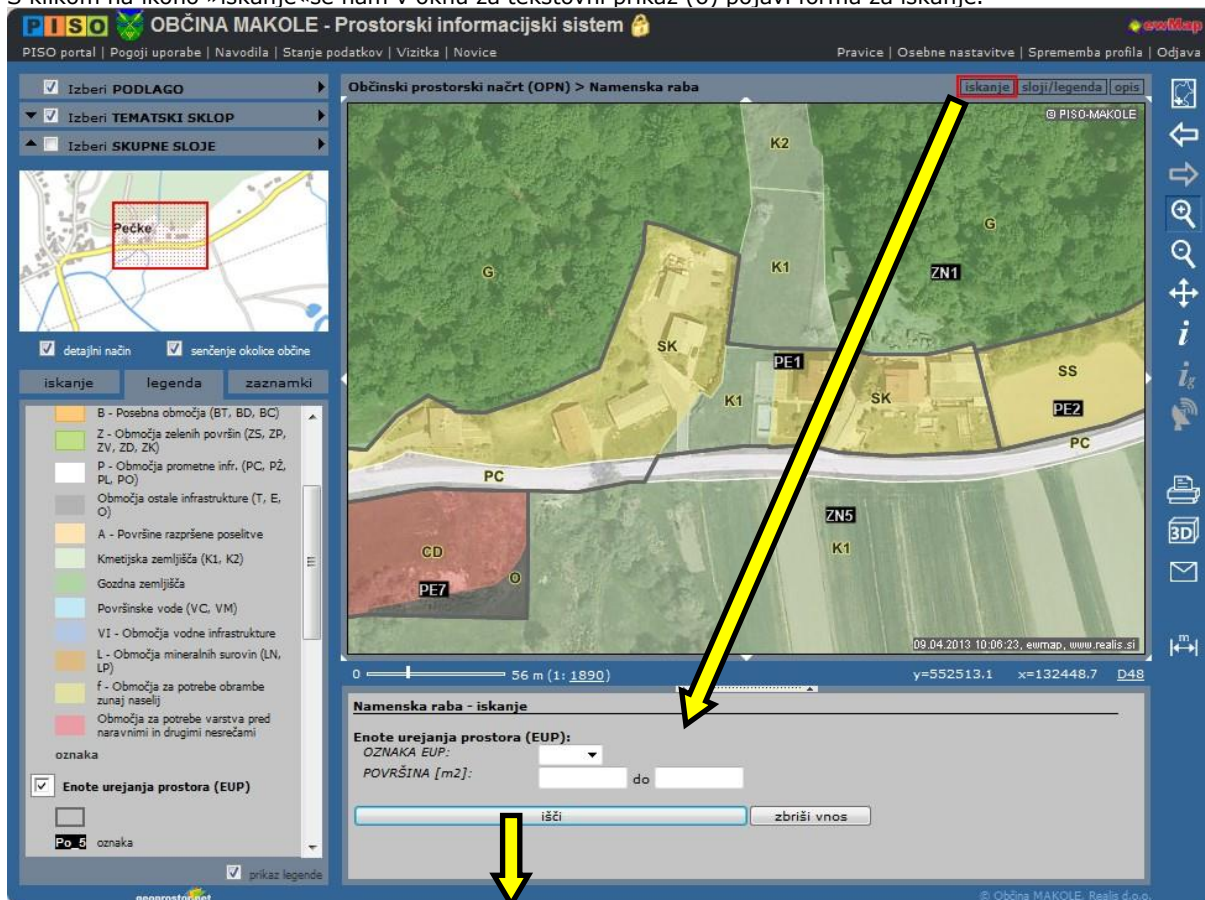 S klikom na ikono »iskanje«se nam v okna za tekstovni prikaz (6) pojavi forma za iskanje.
PISO OBČINA MAKOLE - Prostorski informacijski sistem
ewMap
PISO portal | Pogoji uporabe | Navodila | Stanje podatkov | Vizitka | Novice
Pravice | Osebne nastavitve | Sprememba profila | Odjava
Izberi PODLAGO
Izberi TEMATSKI SKLOP
Izberi SKUPNE SLOJE
Pečke
detajlni način
senčenje okolice občine
iskanje
legenda
zaznamki
B - Posebna območja (BT, BD, BC)
Z - Območja zelenih površin (ZS, ZP,
ZV, ZD, ZK)
P - Območja prometne infr. (PC, PŽ,
PL, PO)
Območja ostale infrastrukture (T, E,
O)
A - Površine razpršene poselitve
Kmetijska zemljišča (K1,
K2)
Gozdna zemljišča
Površinske vode (VC, VM)
VI - Območja vodne infrastrukture
L - Območja mineralnih surovin (LN,
LP)
f - Območja za potrebe obrambe
zunaj naselij
Območja za potrebe varstva pred
naravnimi in drugimi nesrečami
oznaka
Enote urejanja prostora (EUP)
Po_5 oznaka
prikaz legende
geoprostor.net
Občinski prostorski načrt (OPN) > Namenska raba
iskanje
sloji/legenda
opis
© PISO-MAKOLE
K2
G
G
K1
ZN1
SK
PE1
SS
K1
SK
PE2
PC
PC
ZN5
CD
K1
O
PE7
09.04.2013 10:06:23, ewmap, www.realis.si
0
56 m (1: 1890)
y=552513.1
x=132448.7
D48
Namenska raba - iskanje
Enote urejanja prostora (EUP):
OZNAKA EUP:
POVRŠINA [m2]:
do
išči
zbriši vnos
© Občina MAKOLE, Realis d.o.o.
i
ig
3D
m